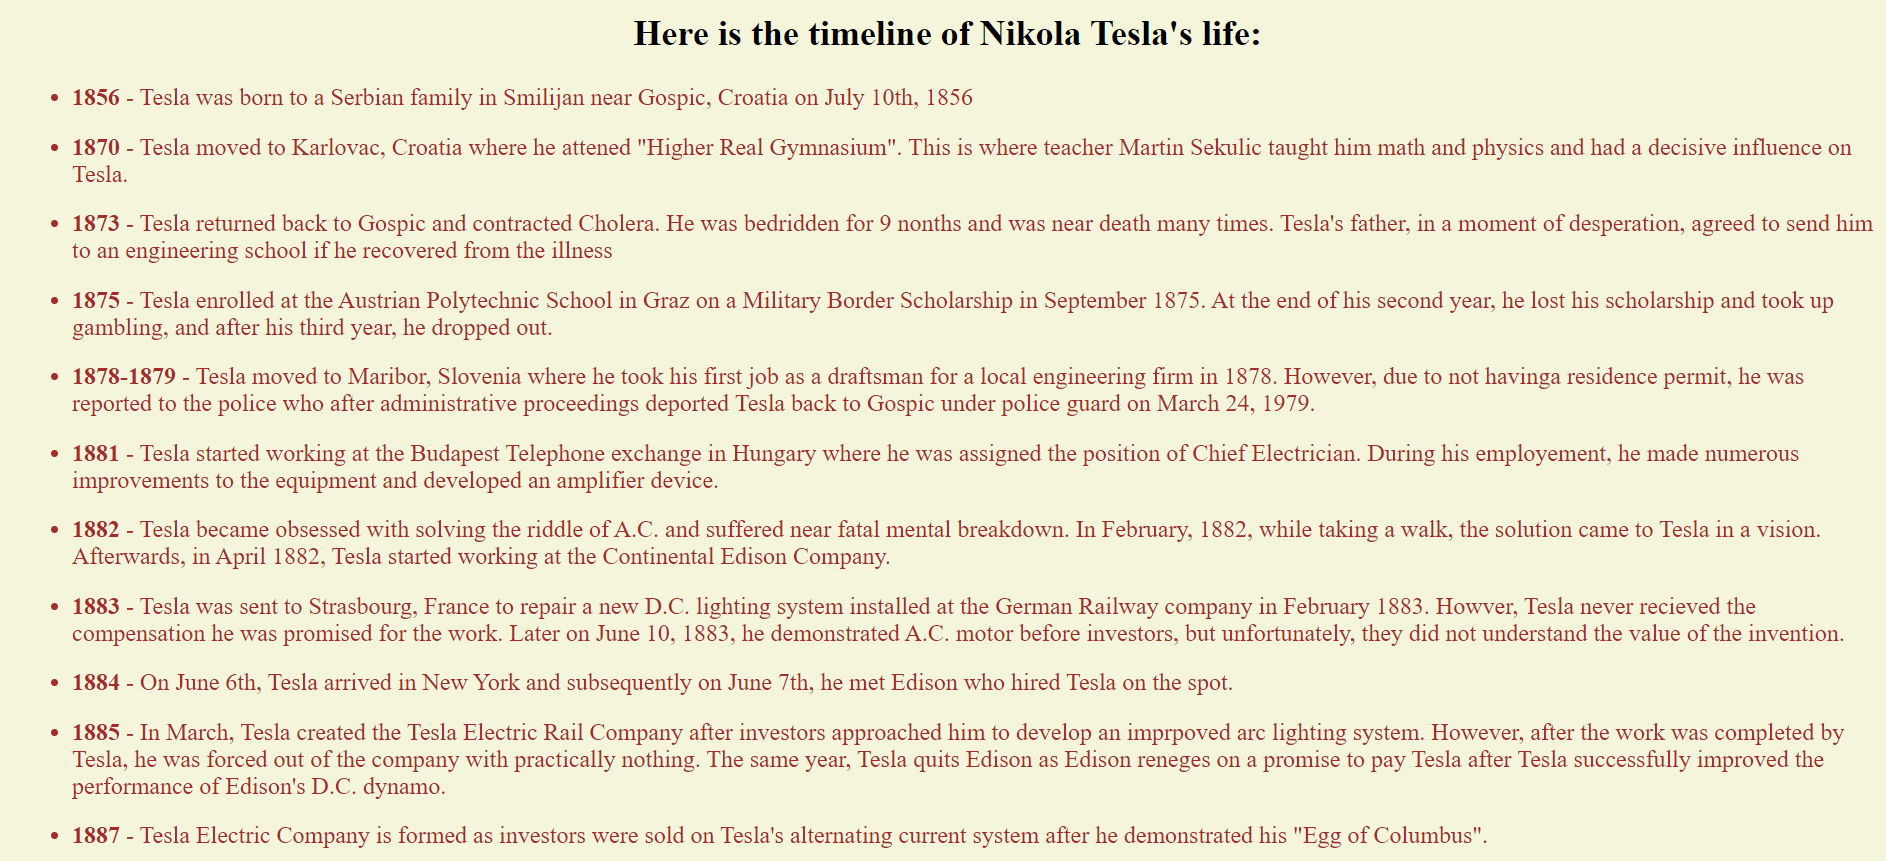 Here is the timeline of Nikola Tesla's life:
• 1856 - Tesla was born to a Serbian family in Smilijan near Gospic, Croatia on July 10th, 1856
• 1870 - Tesla moved to Karlovac, Croatia where he attened "Higher Real Gymnasium". This is where teacher Martin Sekulic taught him math and physics and had a decisive influence on
Tesla.
• 1873 - Tesla returned back to Gospic and contracted Cholera. He was bedridden for 9 nonths and was near death many times. Tesla's father, in a moment of desperation, agreed to send him
to an engineering school if he recovered from the illness
• 1875 - Tesla enrolled at the Austrian Polytechnic School in Graz on a Military Border Scholarship in September 1875. At the end of his second year, he lost his scholarship and took up
gambling, and after his third year, he dropped out.
• 1878-1879 - Tesla moved to Maribor, Slovenia where he took his first job as a draftsman for a local engineering firm in 1878. However, due to not havinga residence permit, he was
reported to the police who after administrative proceedings deported Tesla back to Gospic under police guard on March 24, 1979.
• 1881 - Tesla started working at the Budapest Telephone exchange in Hungary where he was assigned the position of Chief Electrician. During his employement, he made numerous
improvements to the equipment and developed an amplifier device.
• 1882 - Tesla became obsessed with solving the riddle of A.C. and suffered near fatal mental breakdown. In February, 1882, while taking a walk, the solution came to Tesla in a vision.
Afterwards, in April 1882, Tesla started working at the Continental Edison Company.
• 1883 - Tesla was sent to Strasbourg, France to repair a new D.C. lighting system installed at the German Railway company in February 1883. Howver, Tesla never recieved the
compensation he was promised for the work. Later on June 10, 1883, he demonstrated A.C. motor before investors, but unfortunately, they did not understand the value of the invention.
• 1884 - On June 6th, Tesla arrived in New York and subsequently on June 7th, he met Edison who hired Tesla on the spot.
• 1885 - In March, Tesla created the Tesla Electric Rail Company after investors approached him to develop an imprpoved arc lighting system. However, after the work was completed by
Tesla, he was forced out of the company with practically nothing. The same year, Tesla quits Edison as Edison reneges on a promise to pay Tesla after Tesla successfully improved the
performance of Edison's D.C. dynamo.
• 1887 - Tesla Electric Company is formed as investors were sold on Tesla's alternating current system after he demonstrated his "Egg of Columbus".